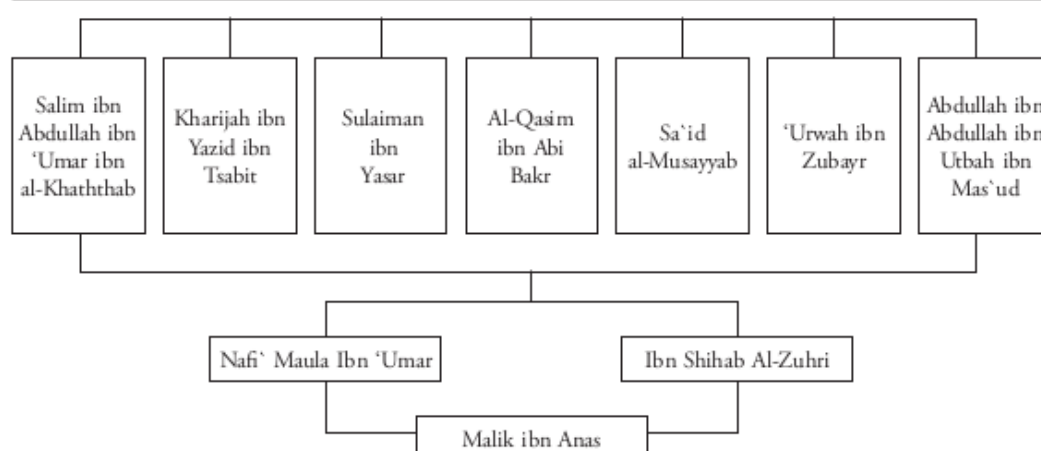 Salim ibn
Abdullah ibn
‘Umar ibn
al-Khaththab
Kharijah ibn
Yazid ibn
Tsabit
Sulaiman
ibn
Yasar
Al-Qasim
ibn Abi
Bakr
Sa`id
al-Musayyab
‘Urwah ibn
Zubayr
Abdullah ibn
Abdullah ibn
Utbah ibn
Mas`ud
Nafi` Maula Ibn ‘Umar
Ibn Shihab Al-Zuhri
Malik ibn Anas